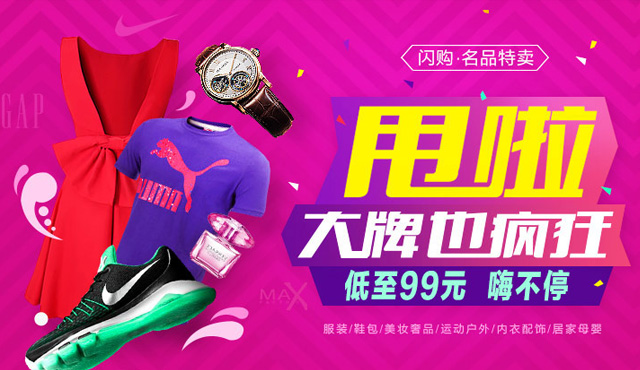 闪购·名品特卖
甩啦
大牌也疯狂
低至99元 嗨不停
服装/鞋包/美妆奢品/运动户外/内衣配饰/居家母婴
GAP
PUMA
MAX